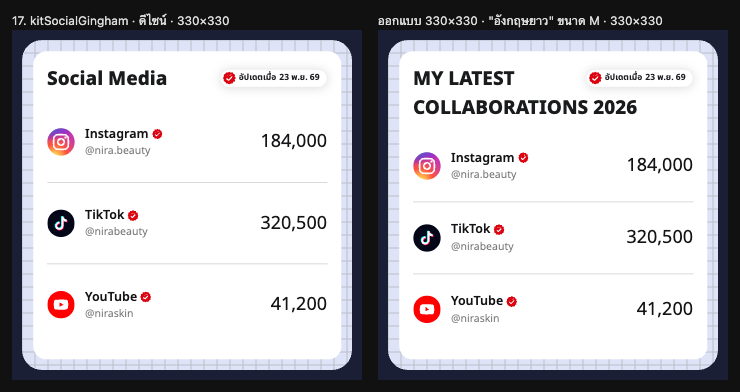 17. kitSocialGingham · ดีไซน์ · 330×330
Social Media
อัปเดตเมื่อ 23 พ.ย. 69
Instagram
@nira.beauty
184,000
TikTok
@nirabeauty
320,500
YouTube
@niraskin
41,200
ออกแบบ 330×330 · "อังกฤษยาว" ขนาด M · 330×330
MY LATEST
COLLABORATIONS 2026
อัปเดตเมื่อ 23 พ.ย. 69
Instagram
@nira.beauty
184,000
TikTok
@nirabeauty
320,500
YouTube
@niraskin
41,200